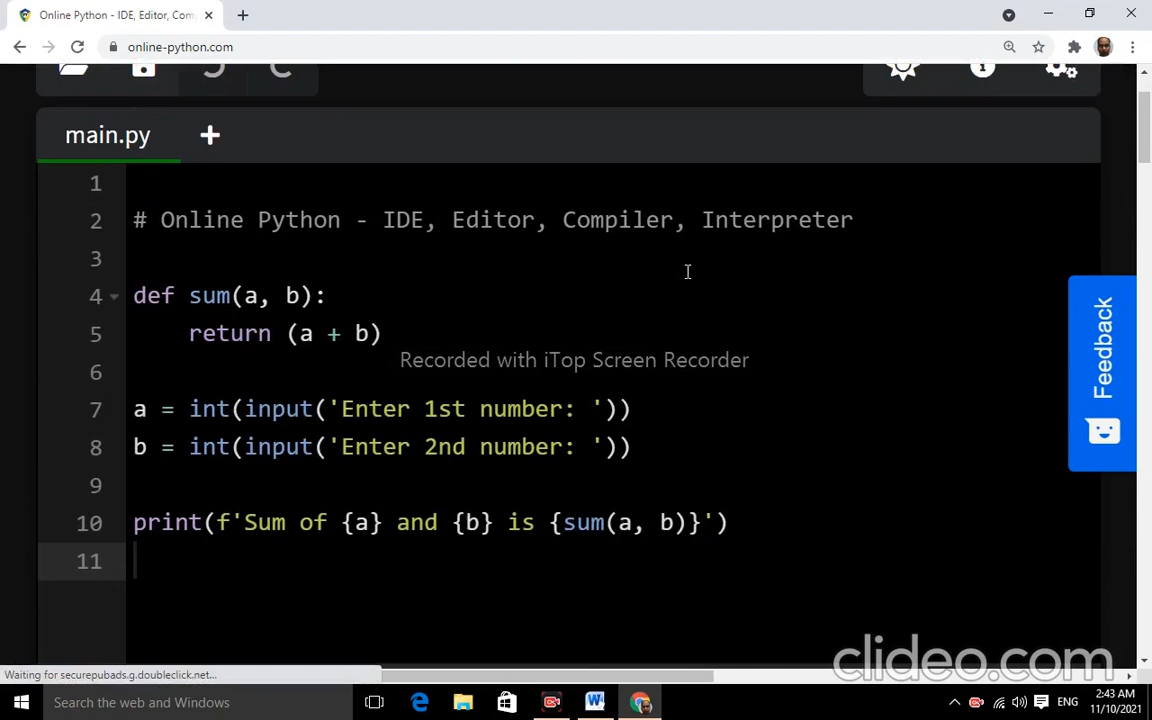 Online Python - IDE, Editor, Com
online-python.com
main.py
1
2 # Online Python - IDE, Editor, Compiler, Interpreter
3
4 def sum(a, b):
5 return (a + b)
Recorded with iTop Screen Recorder
6
7 a = int(input('Enter 1st number: '))
8 b = int(input('Enter 2nd number: '))
9
10 print(f'Sum of {a} and {b} is {sum(a, b)}')
11
Feedback
clideo.com
Waiting for securepubads.g.doubleclick.net...
Search the web and Windows
ENG
2:43 AM
11/10/2021